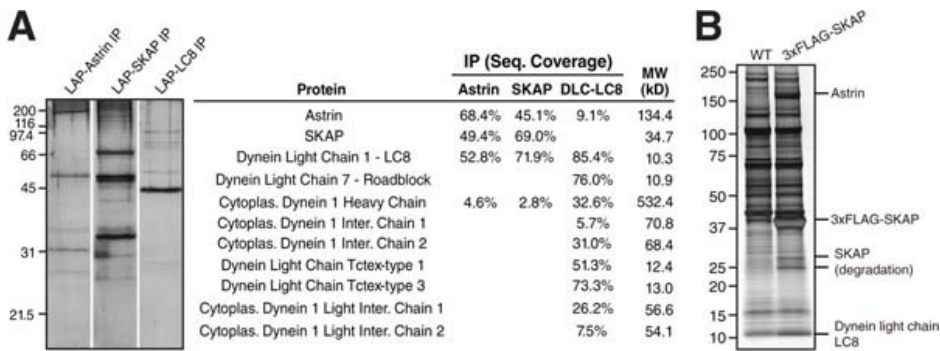 A
LAP-Astrin IP
LAP-SKAP IP
LAP-LC8 IP
200
116
97.4
66
45
31
21.5
IP (Seq. Coverage) MW
Protein Astrin SKAP DLC-LC8 (kD)
Astrin 68.4% 45.1% 9.1% 134.4
SKAP 49.4% 69.0% 34.7
Dynein Light Chain 1 - LC8 52.8% 71.9% 85.4% 10.3
Dynein Light Chain 7 - Roadblock 76.0% 10.9
Cytoplas. Dynein 1 Heavy Chain 4.6% 2.8% 32.6% 532.4
Cytoplas. Dynein 1 Inter. Chain 1 5.7% 70.8
Cytoplas. Dynein 1 Inter. Chain 2 31.0% 68.4
Dynein Light Chain Tctex-type 1 51.3% 12.4
Dynein Light Chain Tctex-type 3 73.3% 13.0
Cytoplas. Dynein 1 Light Inter. Chain 1 26.2% 56.6
Cytoplas. Dynein 1 Light Inter. Chain 2 7.5% 54.1
B
WT
3xFLAG-SKAP
250
150
100
75
50
37
25
20
15
10
Astrin
3xFLAG-SKAP
SKAP
(degradation)
Dynein light chain
LC8